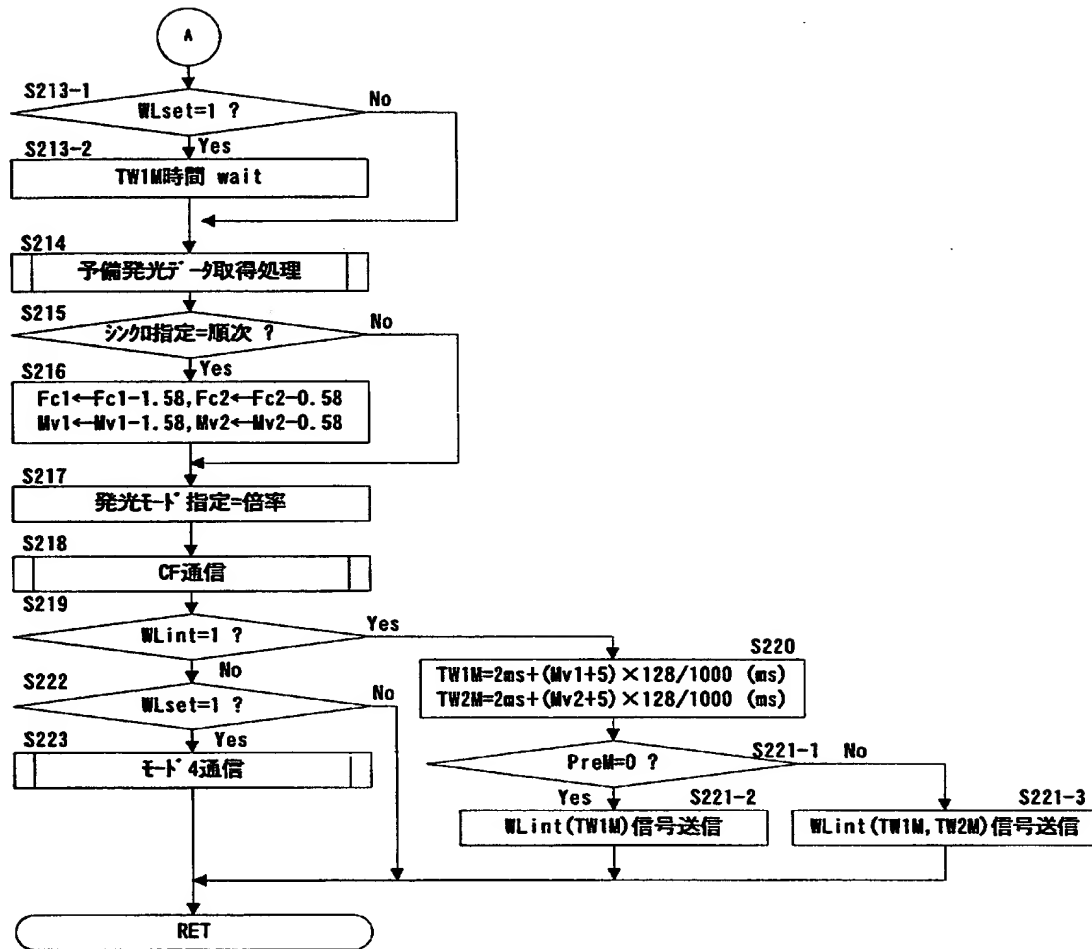 A
S213-1
WLset=1 ?
No
Yes
S213-2
TW1M時間 wait
S214
予備発光ﾃﾞｰﾀ取得処理
S215
ｼﾝｸﾛ指定=順次 ?
No
Yes
S216
Fc1←Fc1-1.58,Fc2←Fc2-0.58
Mv1←Mv1-1.58,Mv2←Mv2-0.58
S217
発光ﾓｰﾄﾞ指定=倍率
S218
CF通信
S219
WLint=1 ?
Yes
No
S220
TW1M=2ms+(Mv1+5)×128/1000 (ms)
TW2M=2ms+(Mv2+5)×128/1000 (ms)
S222
WLset=1 ?
No
Yes
S221-1
PreM=0 ?
No
Yes
S223
ﾓｰﾄﾞ4通信
S221-2
WLint(TW1M)信号送信
S221-3
WLint(TW1M,TW2M)信号送信
RET